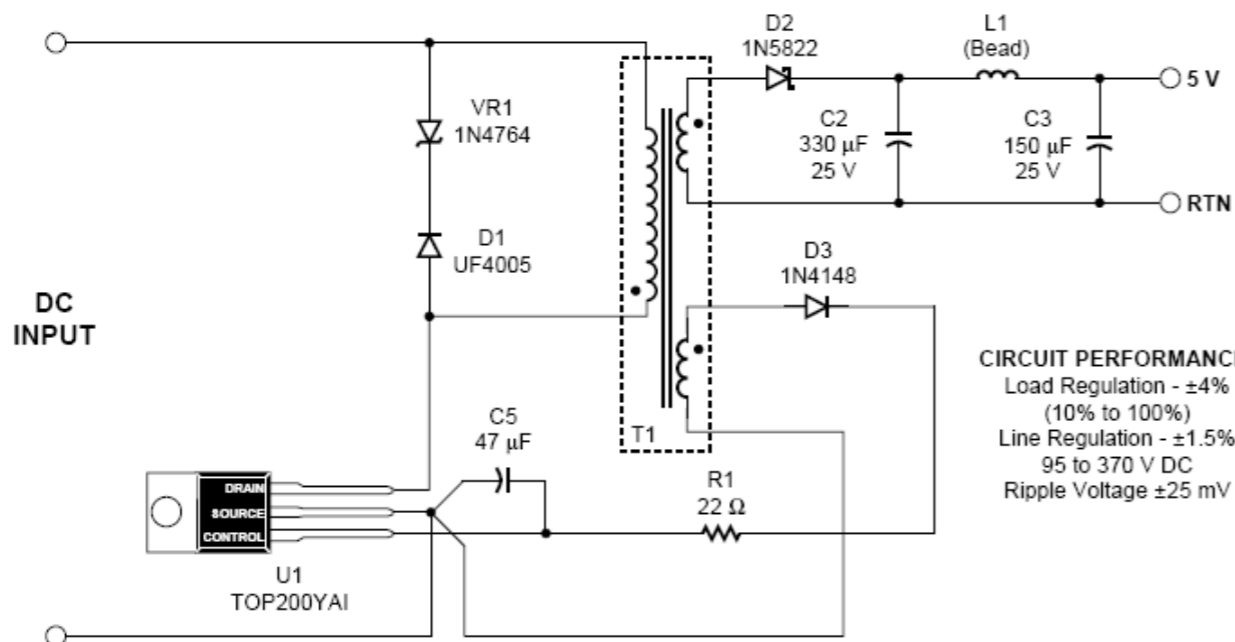 D2
1N5822
L1
(Bead)
5 V
VR1
1N4764
C2
330 μF
25 V
C3
150 μF
25 V
RTN
D1
UF4005
D3
1N4148
DC
INPUT
CIRCUIT PERFORMANC
Load Regulation - ±4%
(10% to 100%)
Line Regulation - ±1.5%
95 to 370 V DC
Ripple Voltage ±25 mV
C5
47 μF
T1
R1
22 Ω
DRAIN
SOURCE
CONTROL
U1
TOP200YAI